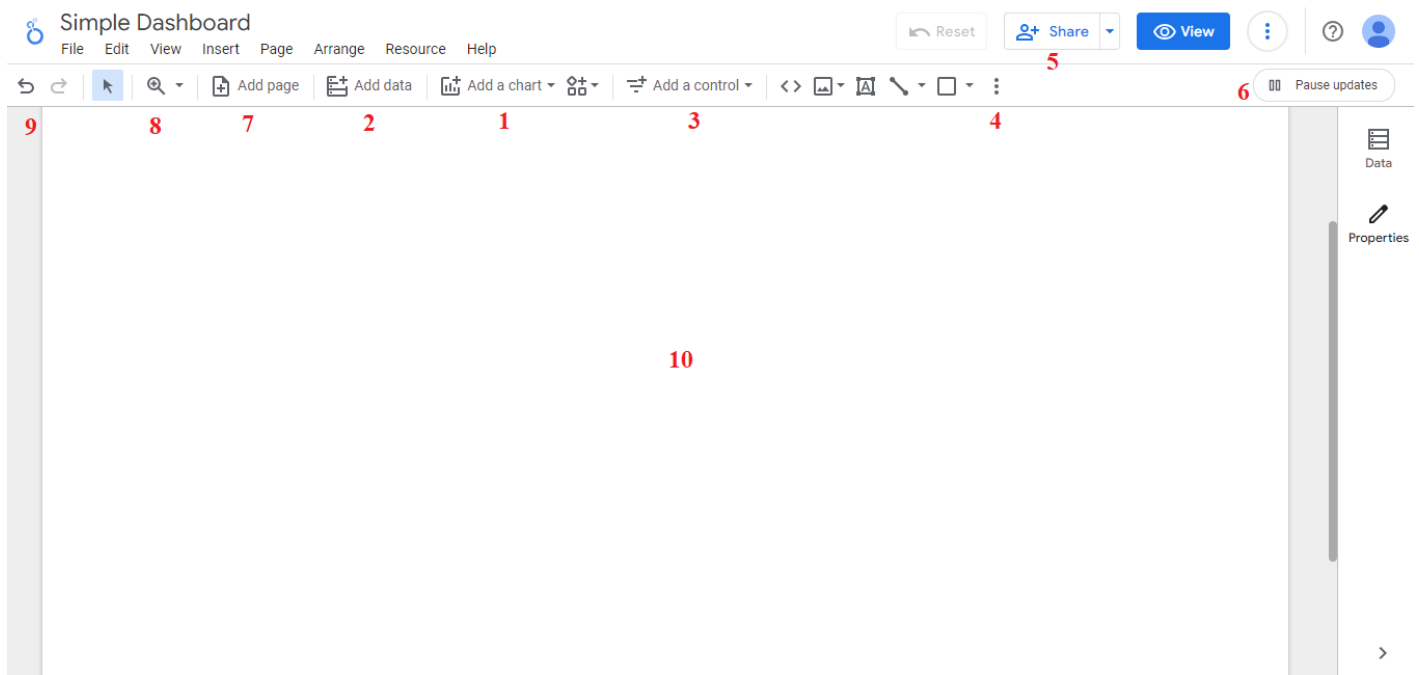 Simple Dashboard
File Edit View Insert Page Arrange Resource Help
Reset Share View
5
Add page Add data Add a chart Add a control Pause updates
6
9 8 7 2 1 3 4
Data
Properties
10